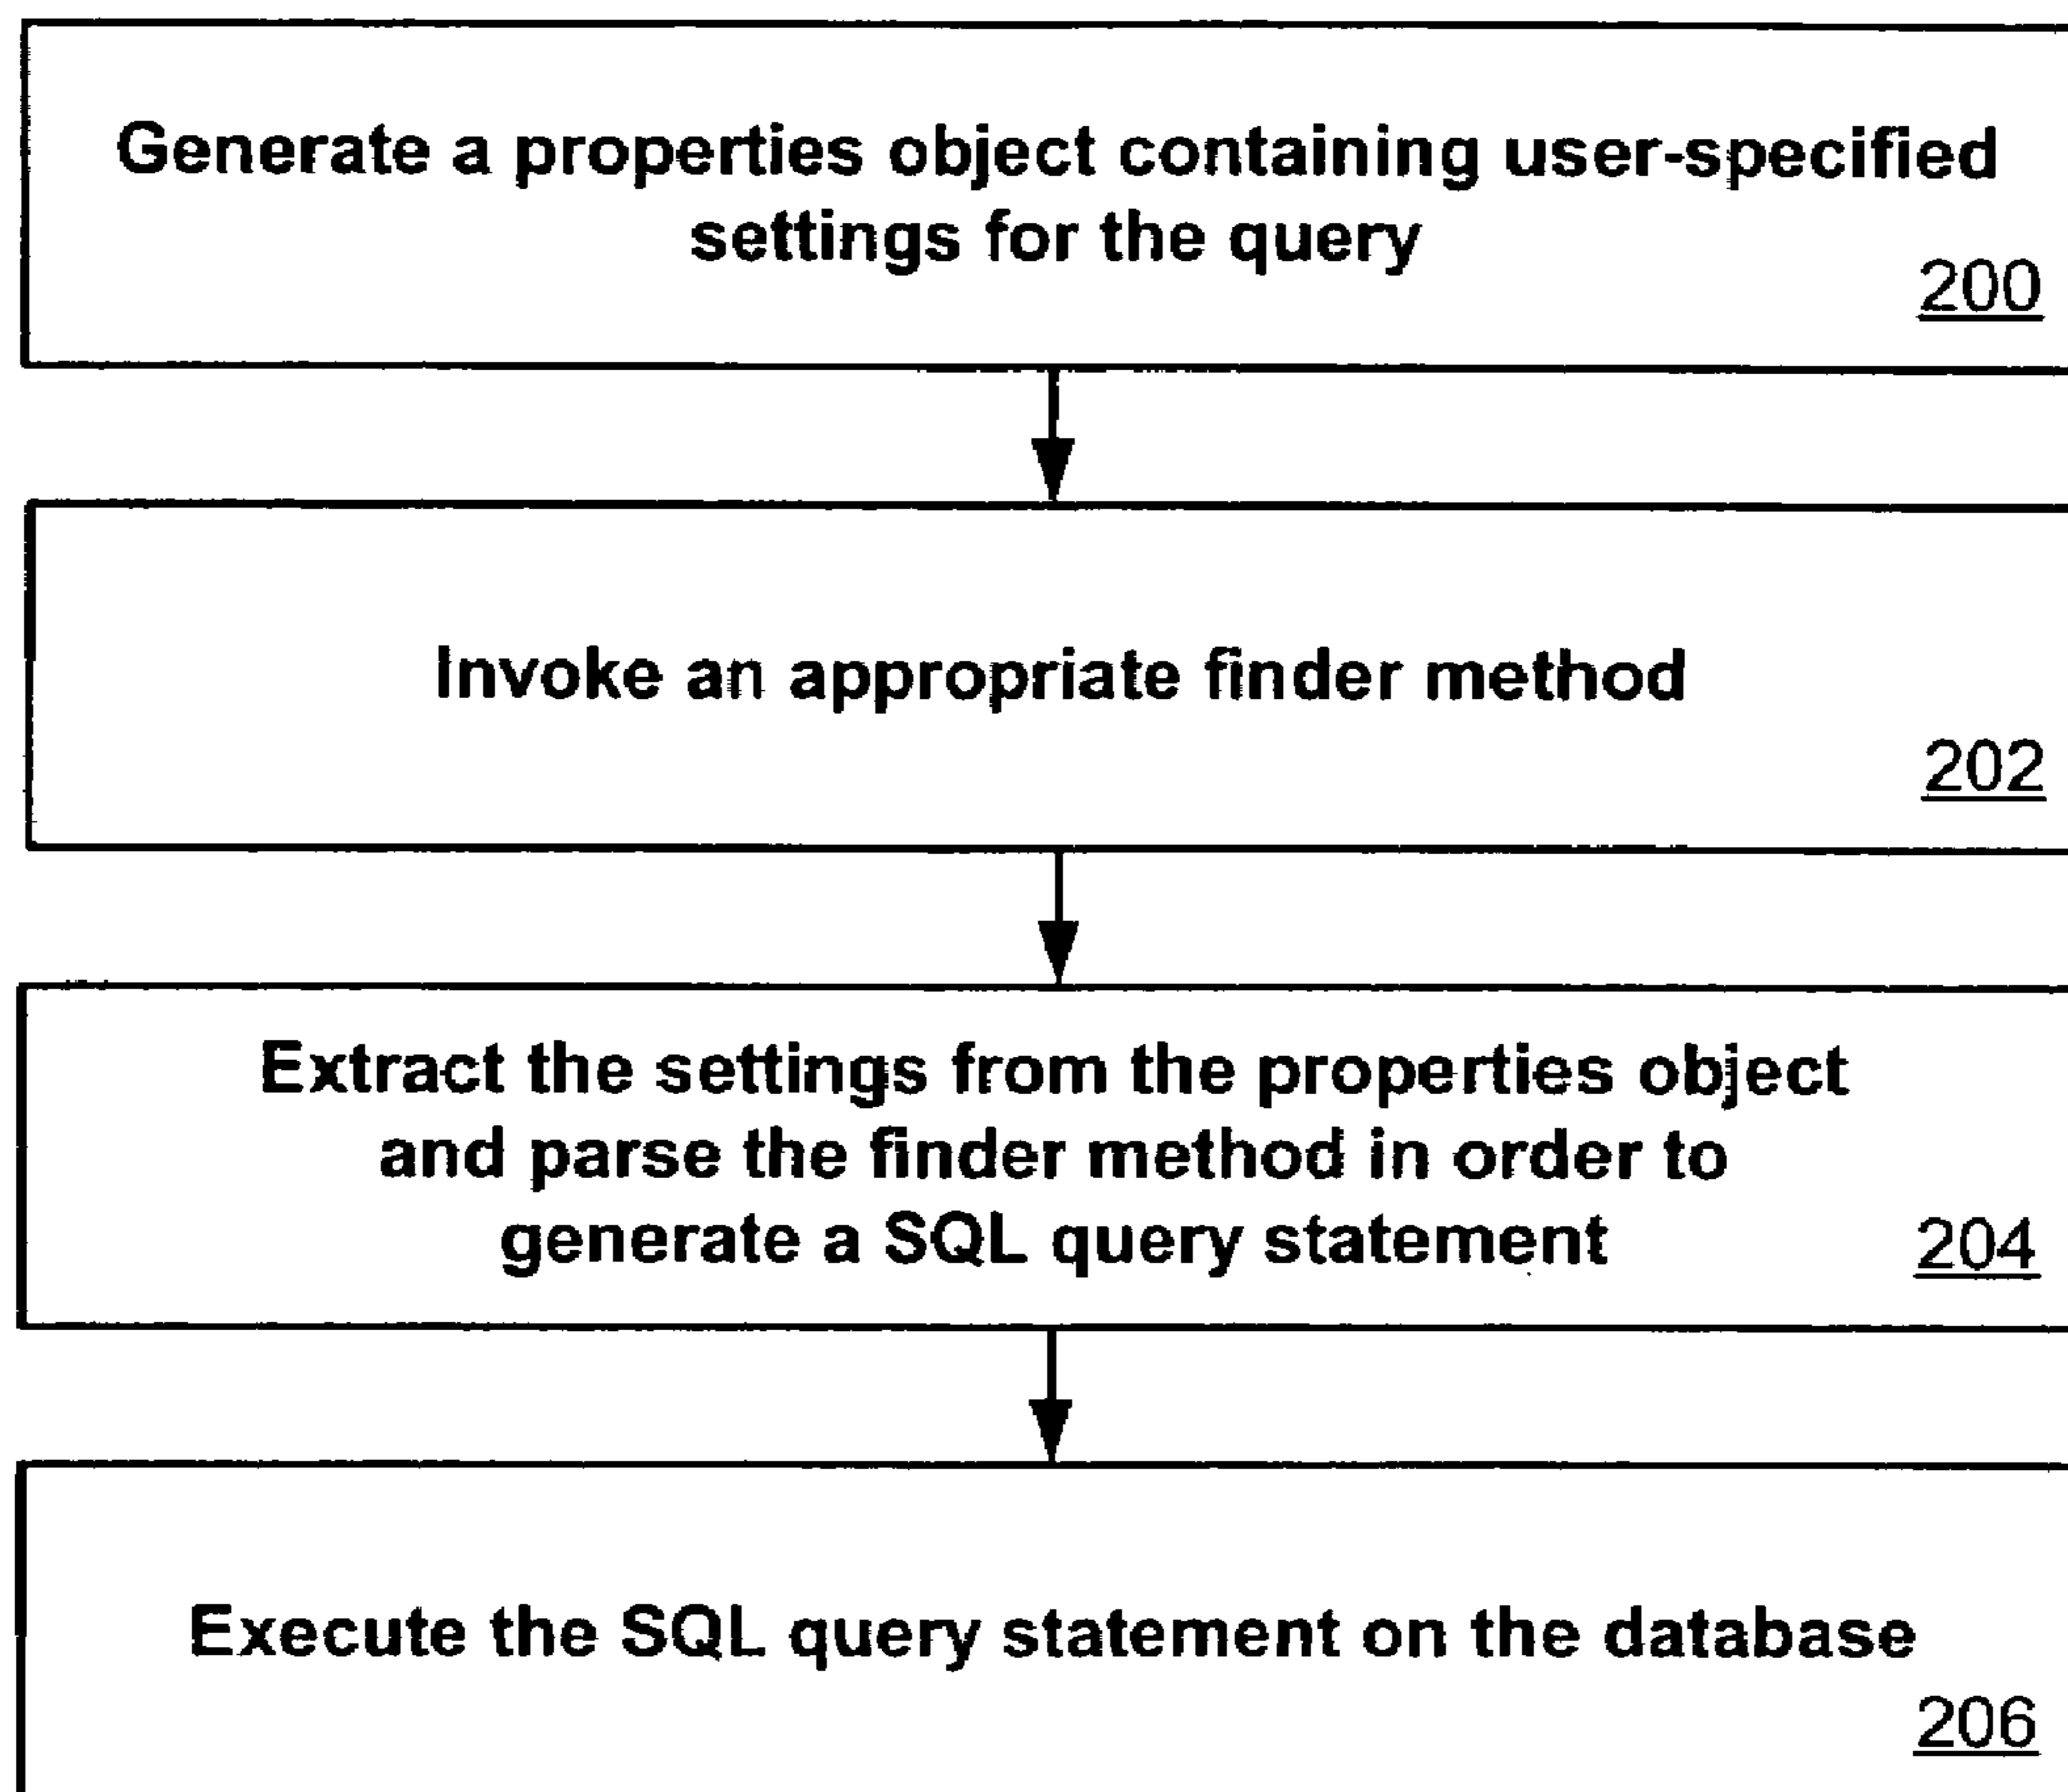 Generate a properties object containing user-specified
settings for the query
200
Invoke an appropriate finder method
202
Extract the settings from the properties object
and parse the finder method in order to
generate a SQL query statement
204
Execute the SQL query statement on the database
206